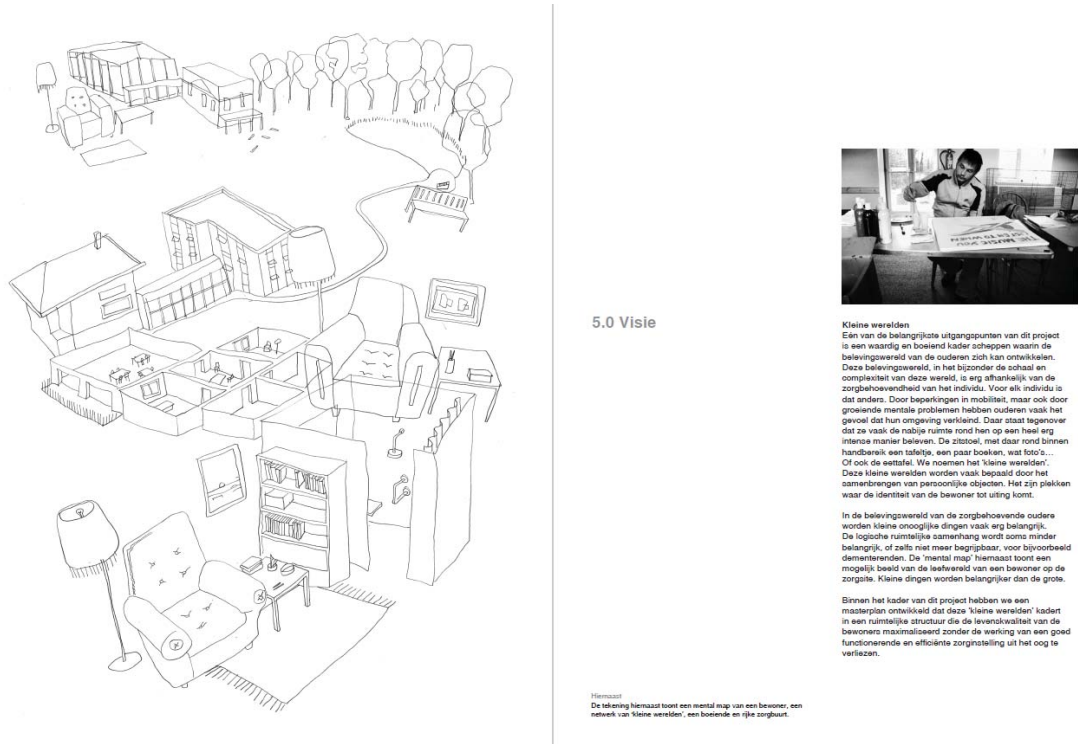 5.0 Visie
Kleine werelden
Eén van de belangrijkste uitgangspunten van dit project
is een waardig en boeiend kader scheppen waarin de
belevingswereld van de ouderen zich kan ontwikkelen.
Deze belevingswereld, in het bijzonder de schaal en
complexiteit van deze wereld, is erg afhankelijk van de
zorgbehoevendheid van het individu. Voor elk individu is
dat anders. Door beperkingen in mobiliteit, maar ook door
groeiende mentale problemen hebben ouderen vaak het
gevoel dat hun omgeving verkleind. Daar staat tegenover
dat ze vaak de nabije ruimte rond hen op een heel erg
intense manier beleven. De zitstoel, met daar rond binnen
handbereik een tafeltje, een paar boeken, wat foto's...
Of ook de eettafel. We noemen het 'kleine werelden'.
Deze kleine werelden worden vaak bepaald door het
samenbrengen van persoonlijke objecten. Het zijn plekken
waar de identiteit van de bewoner tot uiting komt.
In de belevingswereld van de zorgbehoevende oudere
worden kleine onooglijke dingen vaak erg belangrijk.
De logische ruimtelijke samenhang wordt soms minder
belangrijk, of zelfs niet meer begrijpbaar, voor bijvoorbeeld
dementerenden. De 'mental map' hiernaast toont een
mogelijk beeld van de leefwereld van een bewoner op de
zorgsite. Kleine dingen worden belangrijker dan de grote.
Binnen het kader van dit project hebben we een
masterplan ontwikkeld dat deze 'kleine werelden' kadert
in een ruimtelijke structuur die de levenskwaliteit van de
bewoners maximaliseerd zonder de werking van een goed
functionerende en efficiënte zorginstelling uit het oog te
verliezen.
Hiernaast
De tekening hiernaast toont een mental map van een bewoner, een
netwerk van 'kleine werelden', een boeiende en rijke zorgbuurt.
THE MUSIC YOU
LISTEN TO WHEN